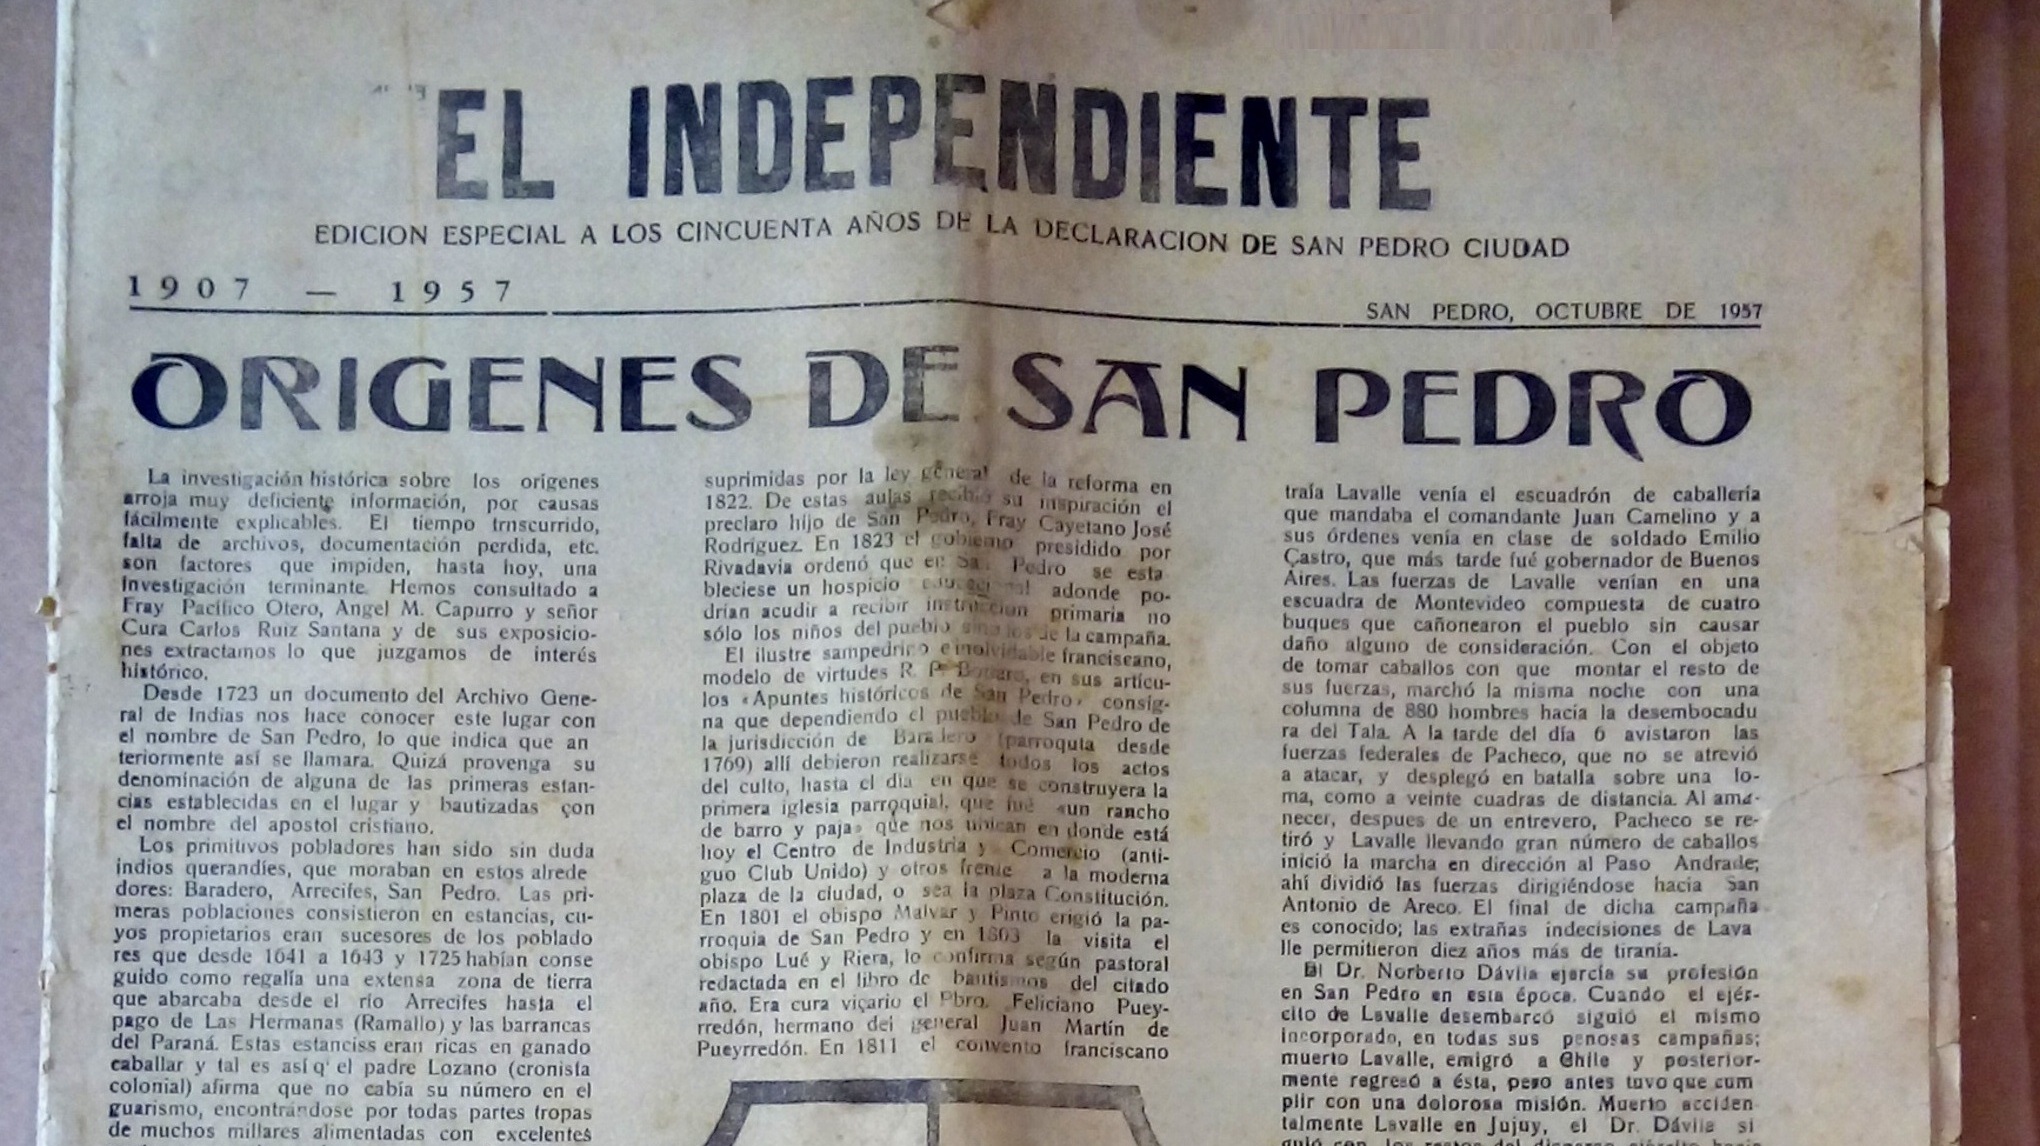 EL INDEPENDIENTE
EDICION ESPECIAL A LOS CINCUENTA AÑOS DE LA DECLARACION DE SAN PEDRO CIUDAD
1907 — 1957
SAN PEDRO, OCTUBRE DE 1957
ORIGENES DE SAN PEDRO
La investigación histórica sobre los orígenes
arroja muy deficiente información, por causas
fácilmente explicables. El tiempo trnscurrido,
falta de archivos, documentación perdida, etc.
son factores que impiden, hasta hoy, una
investigación terminante. Hemos consultado a
Fray Pacífico Otero, Angel M. Capurro y señor
Cura Carlos Ruiz Santana y de sus exposicio-
nes extractamos lo que juzgamos de interés
histórico.
Desde 1723 un documento del Archivo Gene-
ral de Indias nos hace conocer este lugar con
el nombre de San Pedro, lo que indica que an
teriormente así se llamara. Quizá provenga su
denominación de alguna de las primeras estan-
cias establecidas en el lugar y bautizadas con
el nombre del apostol cristiano.
Los primitivos pobladores han sido sin duda
indios querandíes, que moraban en estos alrede
dores: Baradero, Arrecifes, San Pedro. Las pri-
meras poblaciones consistieron en estancias, cu-
yos propietarios eran sucesores de los poblado
res que desde 1641 a 1643 y 1725 habían conse
guido como regalía una extensa zona de tierra
que abarcaba desde el río Arrecifes hasta el
pago de Las Hermanas (Ramallo) y las barrancas
del Paraná. Estas estanciss eran ricas en ganado
caballar y tal es así q' el padre Lozano (cronista
colonial) afirma que no cabía su número en el
guarismo, encontrándose por todas partes tropas
de muchos millares alimentadas con excelentes
suprimidas por la ley general de la reforma en
1822. De estas aulas recibió su inspiración el
preclaro hijo de San Pedro, Fray Cayetano José
Rodríguez. En 1823 el gobierno presidido por
Rivadavia ordenó que en San Pedro se esta
bleciese un hospicio adonde po-
drían acudir a recibir instrucción primaria no
sólo los niños del pueblo sino los de la campaña.
El ilustre sampedrino e inolvidable franciscano,
modelo de virtudes R. P. en sus artícu-
los «Apuntes históricos de San Pedro» consig-
na que dependiendo el pueblo de San Pedro de
la jurisdicción de Baradero (parroquia desde
1769) allí debieron realizarse todos los actos
del culto, hasta el día en que se construyera la
primera iglesia parroquial, que fué «un rancho
de barro y paja» que nos ubican en donde está
hoy el Centro de Industria y Comercio (anti-
guo Club Unido) y otros frente a la moderna
plaza de la ciudad, o sea la plaza Constitución.
En 1801 el obispo Malvar y Pinto erigió la pa-
rroquia de San Pedro y en 1803 la visita el
obispo Lué y Riera, lo confirma según pastoral
redactada en el libro de bautismos del citado
año. Era cura viçario el Pbro. Feliciano Puey-
rredón, hermano del general Juan Martín de
Pueyrredón. En 1811 el convento franciscano
traía Lavalle venía el escuadrón de caballería
que mandaba el comandante Juan Camelino y a
sus órdenes venía en clase de soldado Emilio
Castro, que más tarde fué gobernador de Buenos
Aires. Las fuerzas de Lavalle venían en una
escuadra de Montevideo compuesta de cuatro
buques que cañonearon el pueblo sin causar
daño alguno de consideración. Con el objeto
de tomar caballos con que montar el resto de
sus fuerzas, marchó la misma noche con una
columna de 880 hombres hacia la desembocadu
ra del Tala. A la tarde del día 6 avistaron las
fuerzas federales de Pacheco, que no se atrevió
a atacar, y desplegó en batalla sobre una lo-
ma, como a veinte cuadras de distancia. Al ama-
necer, despues de un entrevero, Pacheco se re-
tiró y Lavalle llevando gran número de caballos
inició la marcha en dirección al Paso Andrade;
ahí dividió las fuerzas dirigiéndose hacia San
Antonio de Areco. El final de dicha campaña
es conocido; las extrañas indecisiones de Lava
lle permitieron diez años más de tiranía.
El Dr. Norberto Dávila ejercía su profesión
en San Pedro en esta época. Cuando el ejér-
cito de Lavalle desembarcó siguió el mismo
incorporado, en todas sus penosas campañas;
muerto Lavalle, emigró a Chile y posterior-
mente regresó a ésta, pero antes tuvo que cum
plir con una dolorosa misión. Muerto acciden
talmente Lavalle en Jujuy, el Dr. Dávila si
guió con los restos del disperso ejército hacia